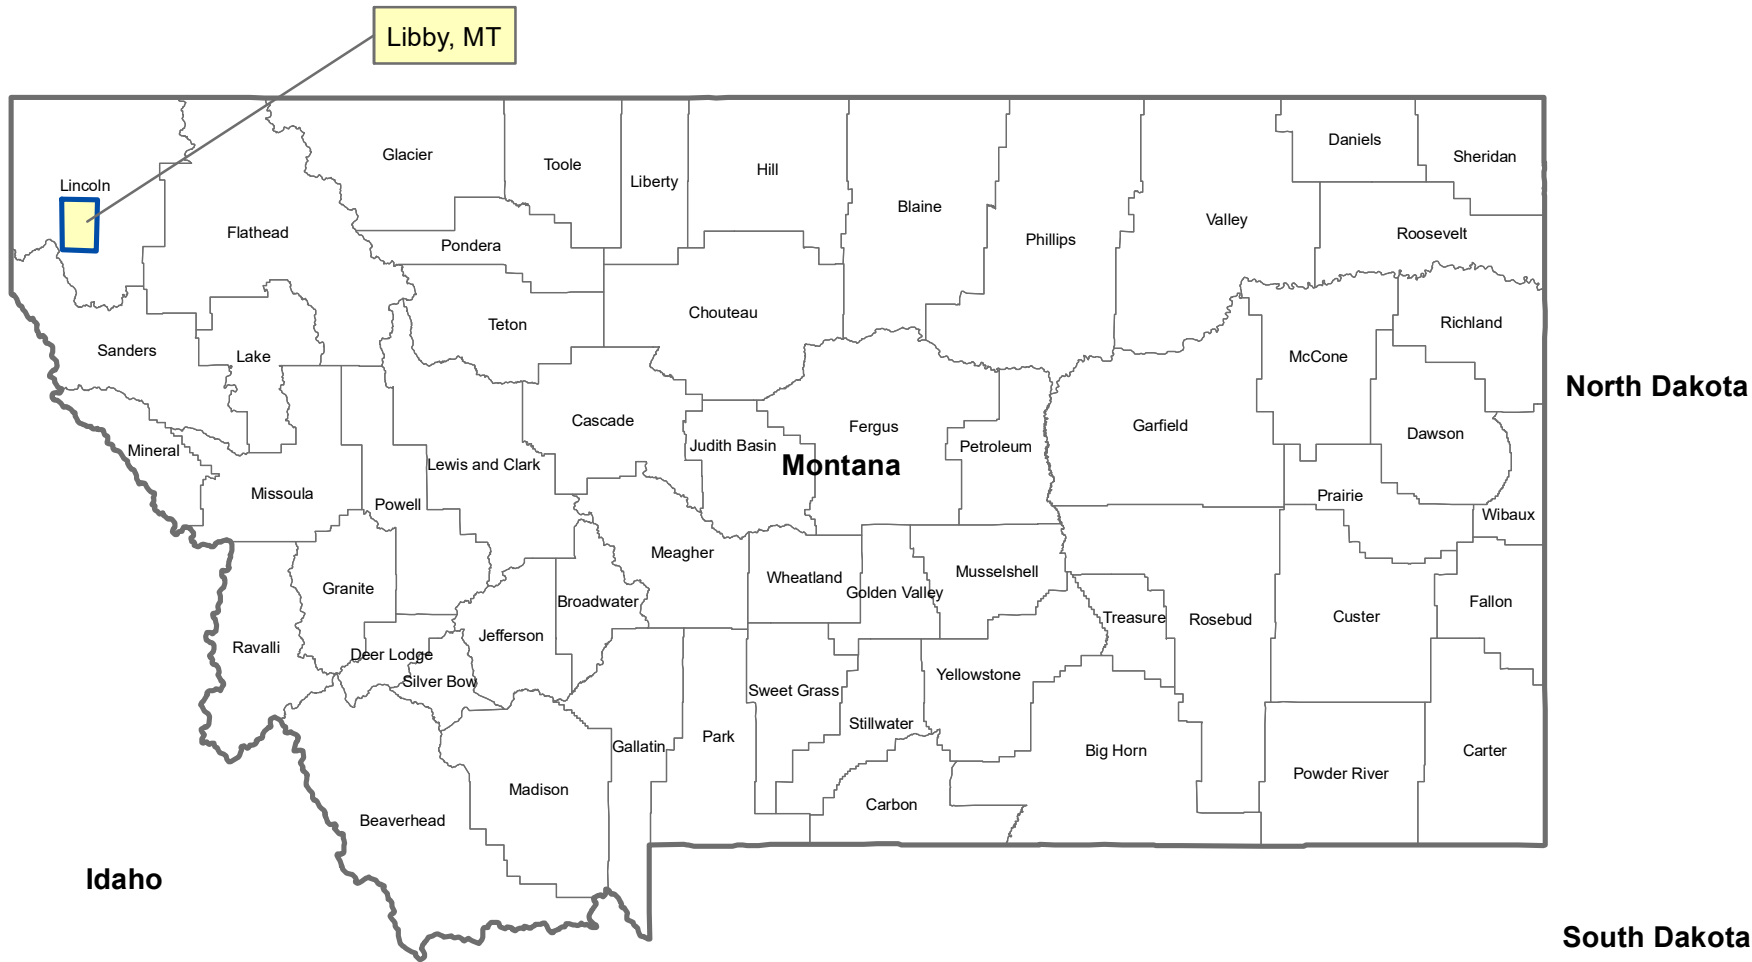 Libby, MT
Daniels
Glacier
Sheridan
Toole
Hill
Liberty
Lincoln
Blaine
Valley
Flathead
Roosevelt
Phillips
Pondera
Chouteau
Teton
Richland
Sanders
Lake
McCone
North Dakota
Cascade
Fergus
Garfield
Dawson
Mineral
Judith Basin
Petroleum
Montana
Lewis and Clark
Missoula
Prairie
Powell
Wibaux
Meagher
Musselshell
Wheatland
Granite
Golden Valley
Broadwater
Fallon
Treasure
Rosebud
Custer
Jefferson
Ravalli
Deer Lodge
Yellowstone
Silver Bow
Sweet Grass
Stillwater
Park
Gallatin
Big Horn
Carter
Powder River
Madison
Carbon
Beaverhead
Idaho
South Dakota